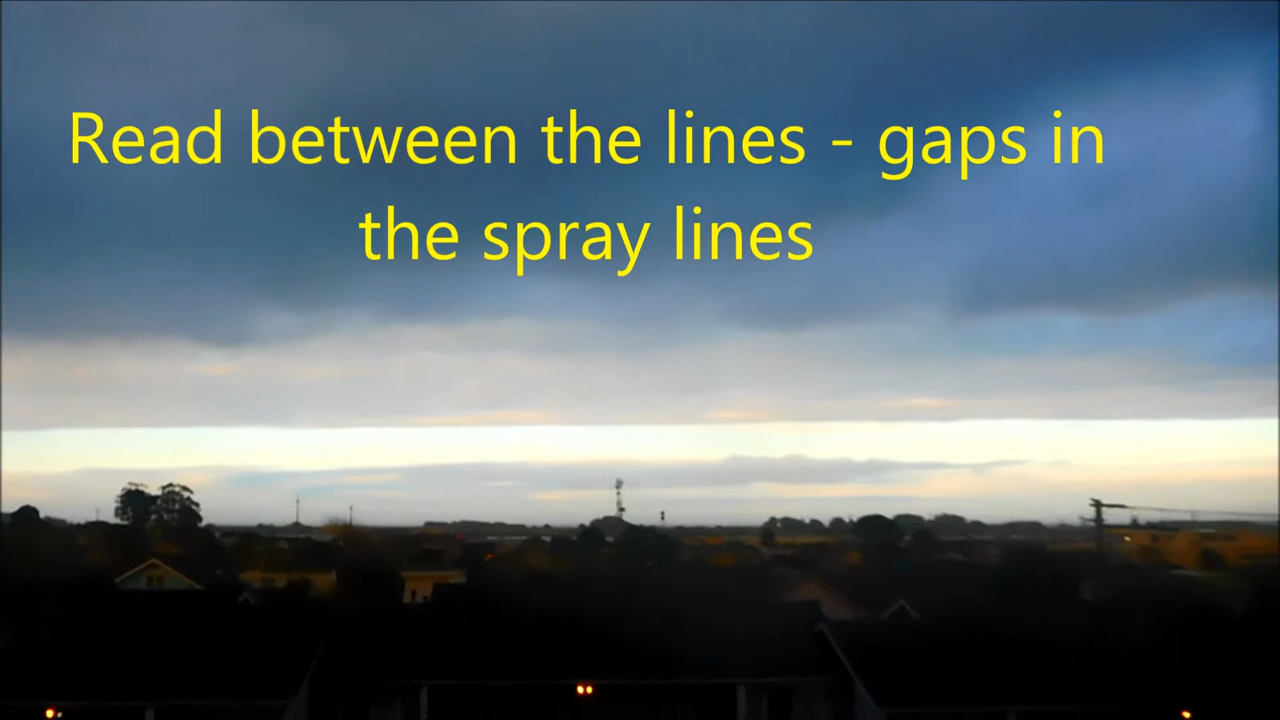 Read between the lines - gaps in
the spray lines